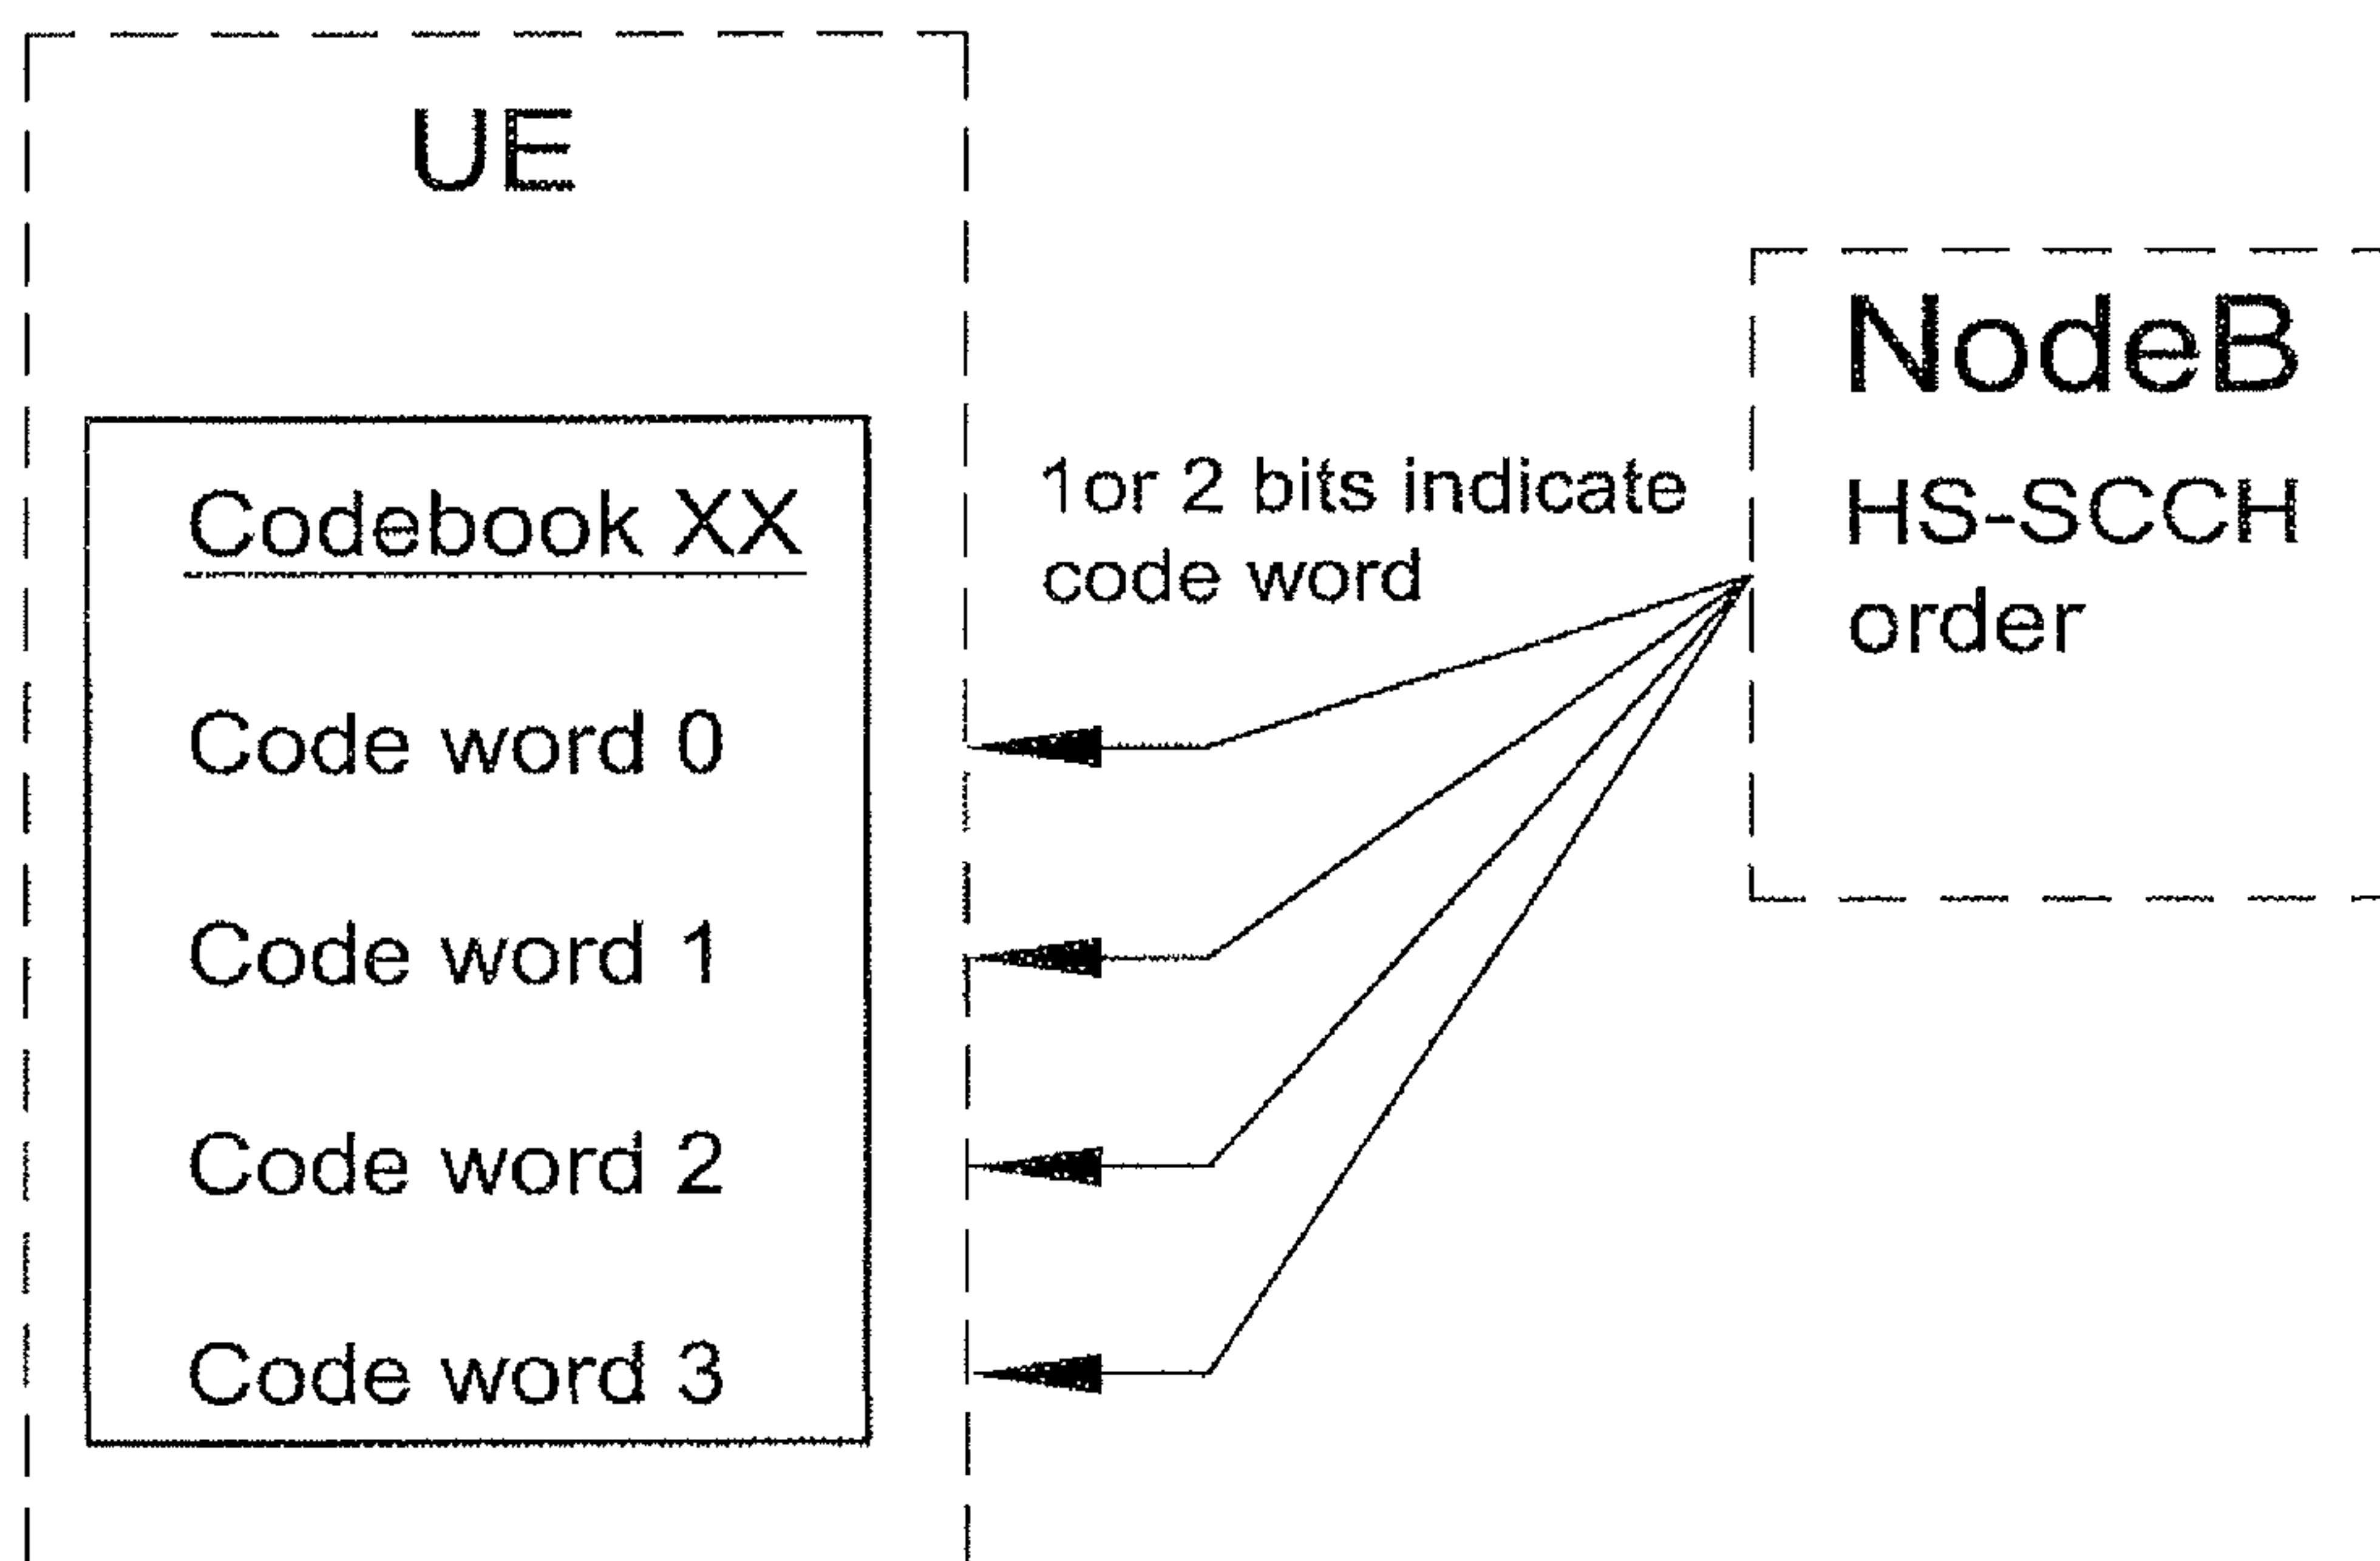 UE
Codebook XX
Code word 0
Code word 1
Code word 2
Code word 3
1or 2 bits indicate
code word
NodeB
HS-SCCH
order